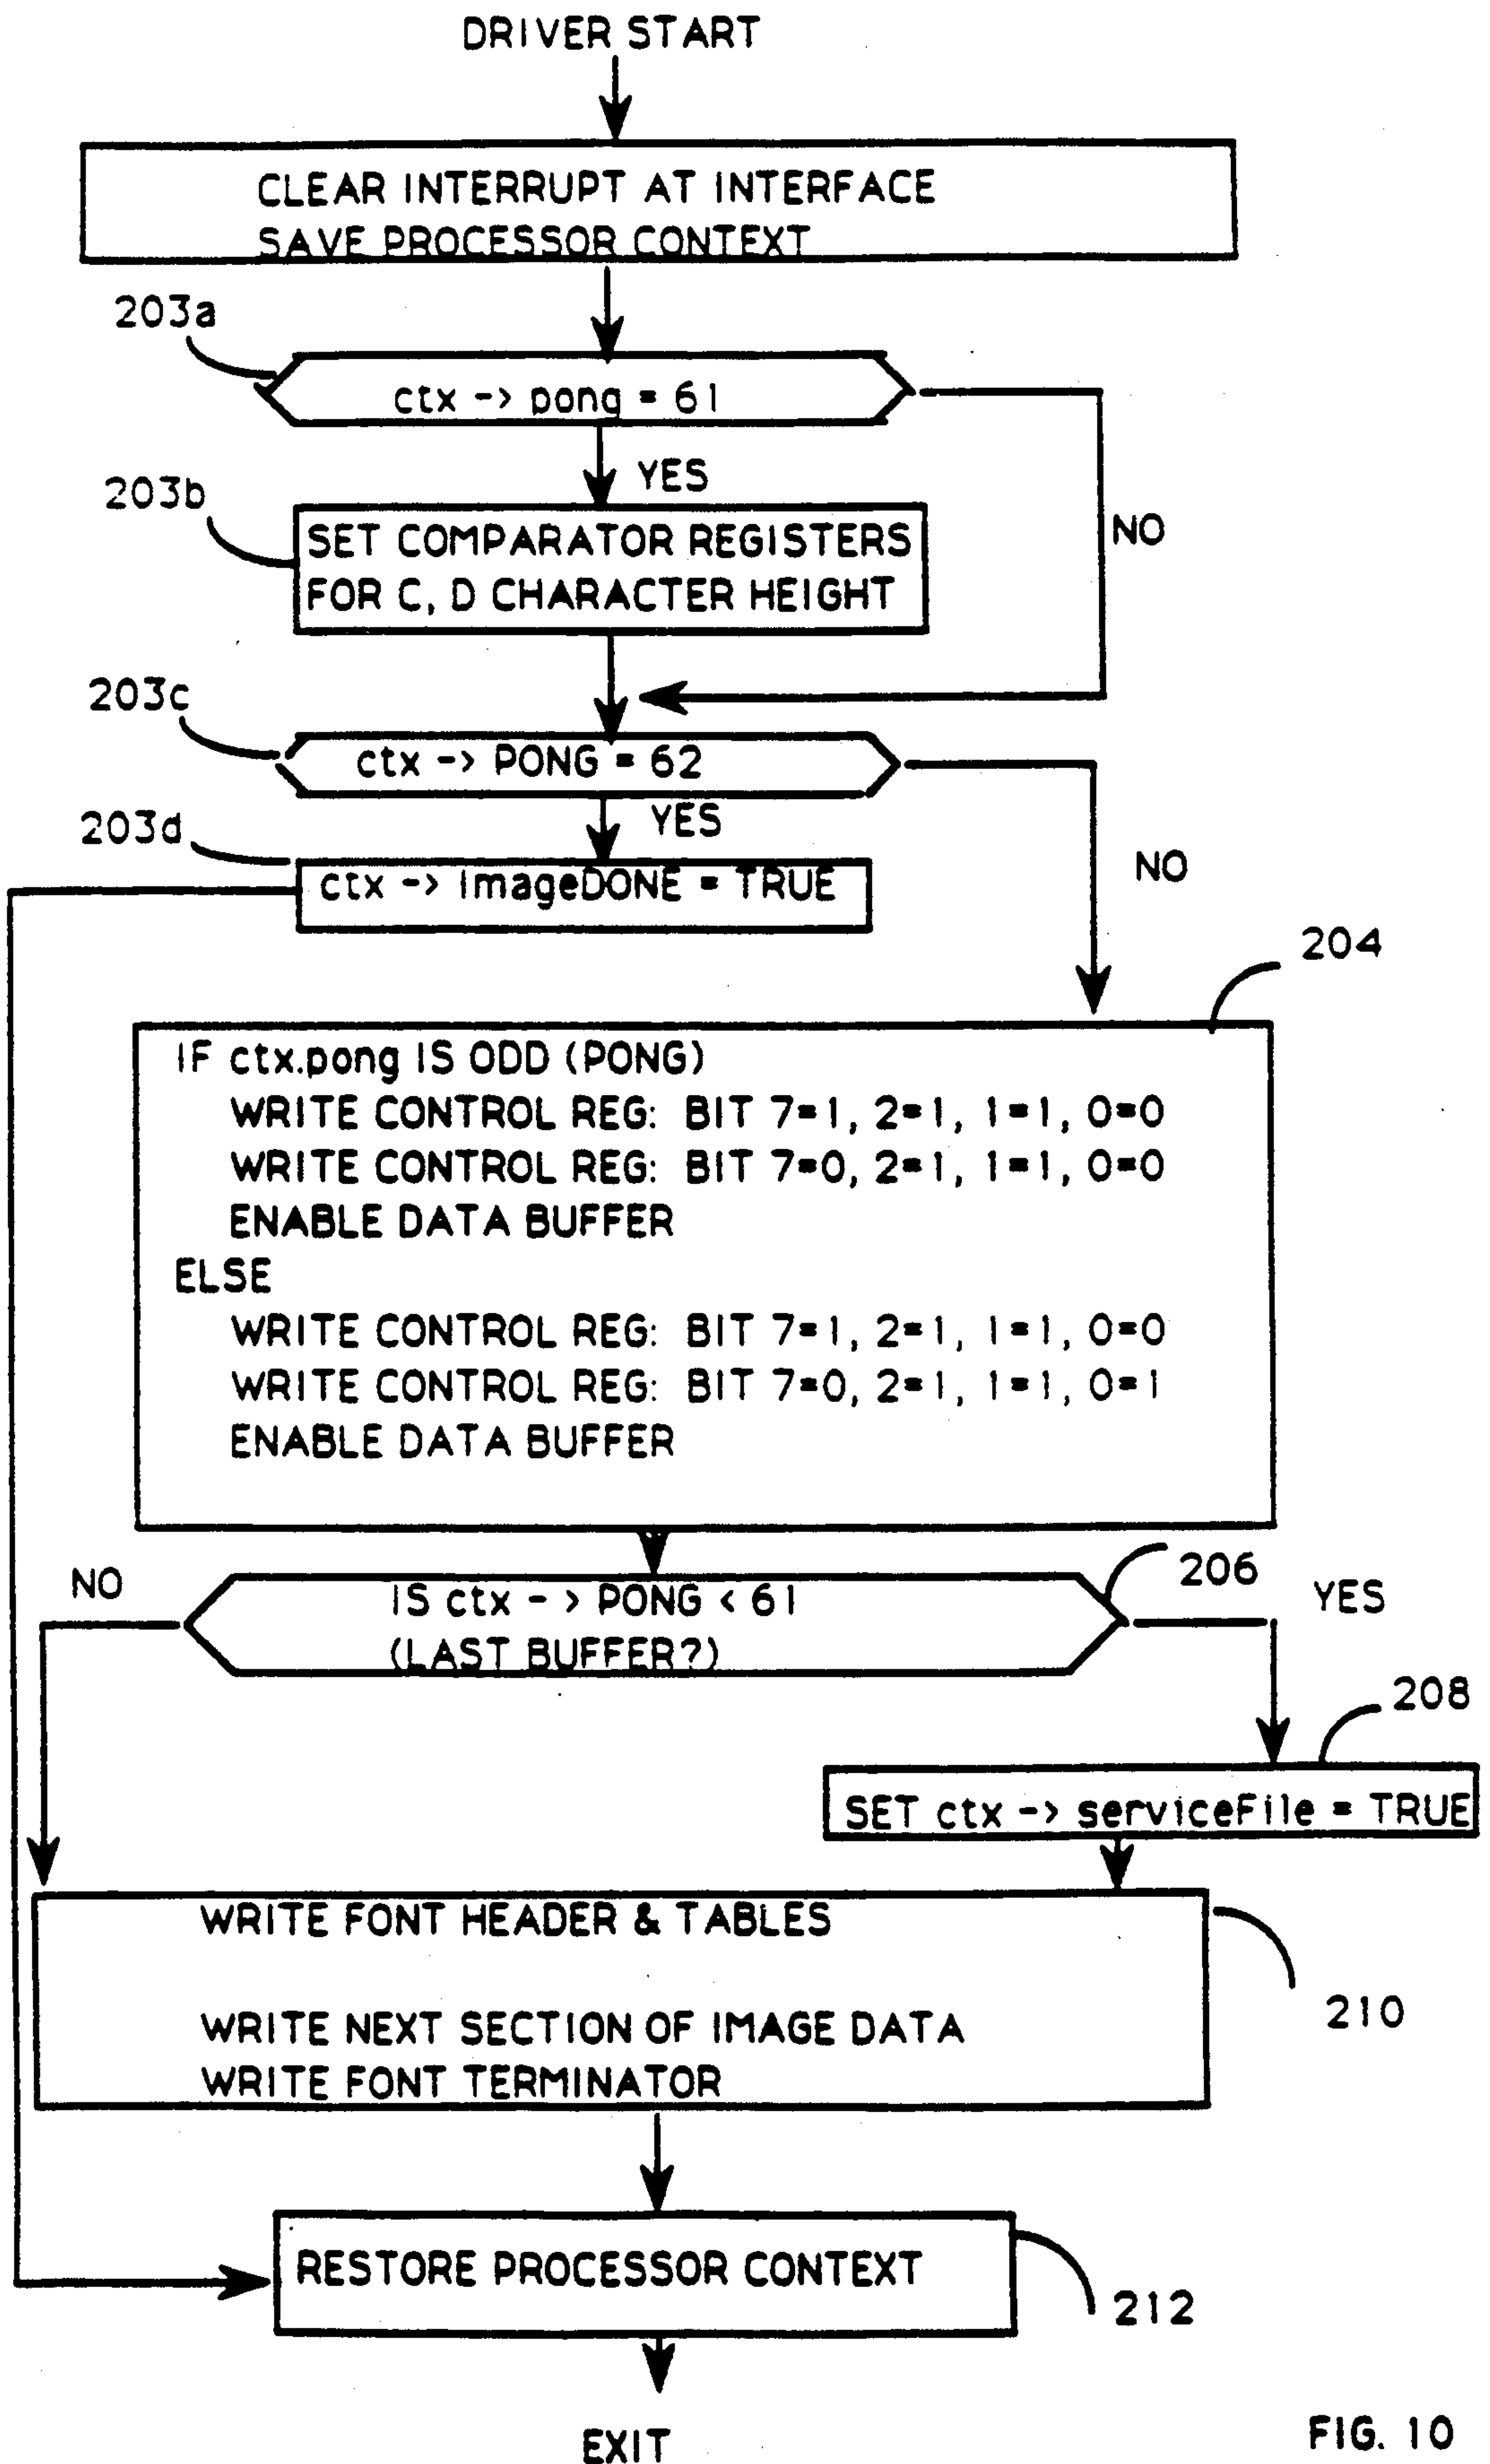 DRIVER START
CLEAR INTERRUPT AT INTERFACE
SAVE PROCESSOR CONTEXT
203a
ctx -> pong = 61
YES
203b
SET COMPARATOR REGISTERS
FOR C, D CHARACTER HEIGHT
NO
203c
ctx -> PONG = 62
YES
203d
ctx -> imageDONE = TRUE
NO
204
IF ctx.pong IS ODD (PONG)
WRITE CONTROL REG: BIT 7=1, 2=1, 1=1, 0=0
WRITE CONTROL REG: BIT 7=0, 2=1, 1=1, 0=0
ENABLE DATA BUFFER
ELSE
WRITE CONTROL REG: BIT 7=1, 2=1, 1=1, 0=0
WRITE CONTROL REG: BIT 7=0, 2=1, 1=1, 0=1
ENABLE DATA BUFFER
NO
IS ctx - > PONG < 61
(LAST BUFFER?)
206
YES
208
SET ctx -> serviceFile = TRUE
WRITE FONT HEADER & TABLES
WRITE NEXT SECTION OF IMAGE DATA
WRITE FONT TERMINATOR
210
RESTORE PROCESSOR CONTEXT
212
EXIT
FIG. 10